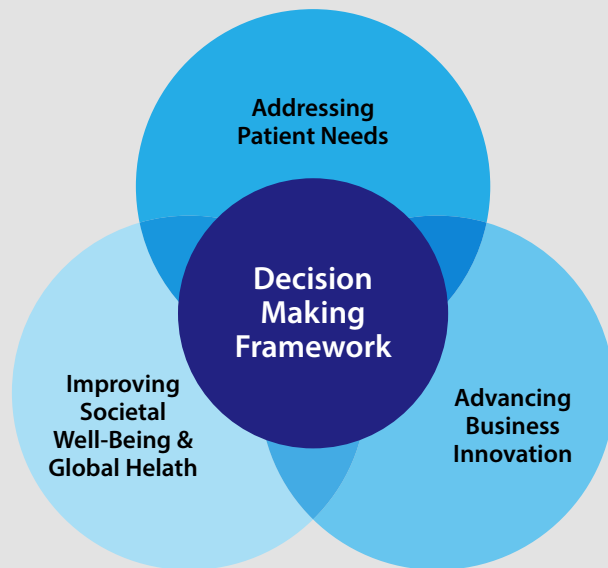 Addressing
Patient Needs
Decision
Making
Framework
Improving
Societal
Well-Being &
Global Helath
Advancing
Business
Innovation